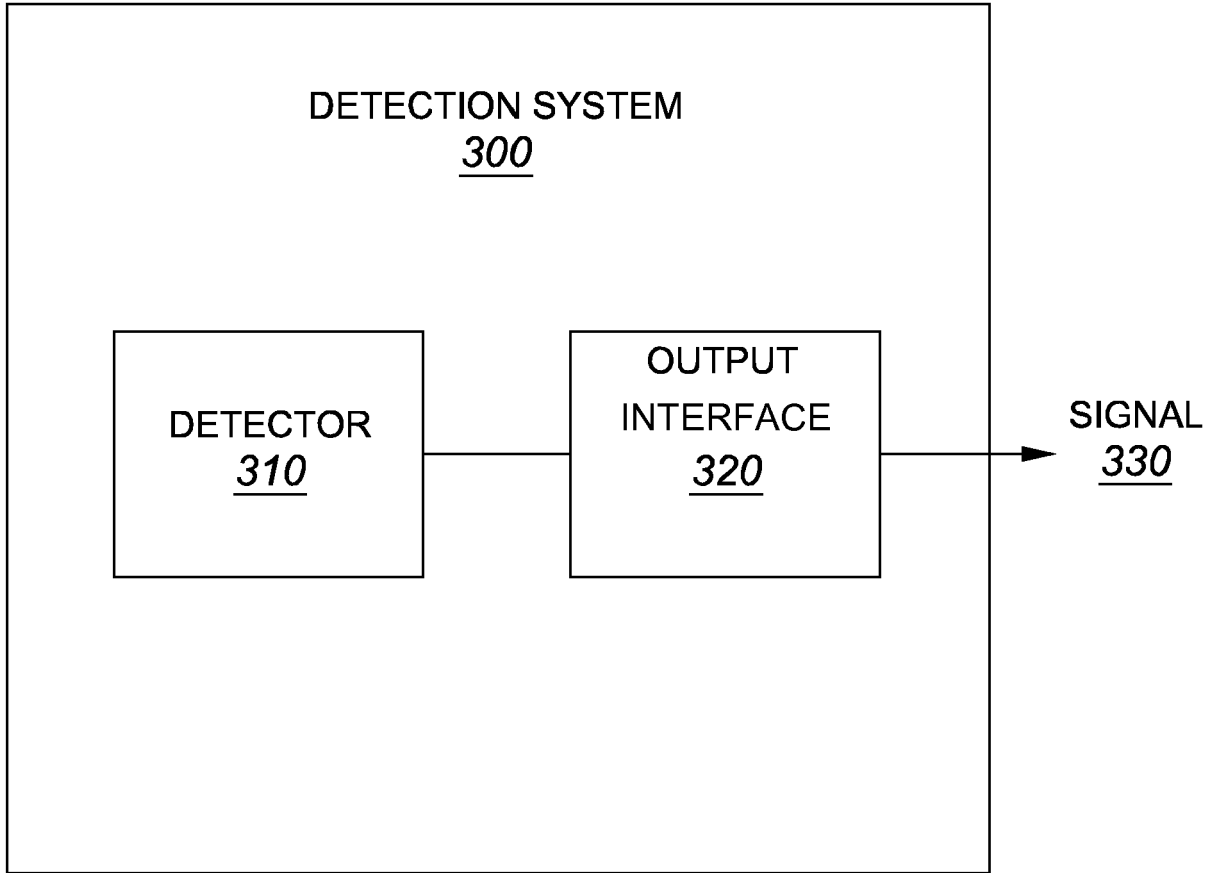 DETECTION SYSTEM
300
DETECTOR
310
OUTPUT
INTERFACE
320
SIGNAL
330